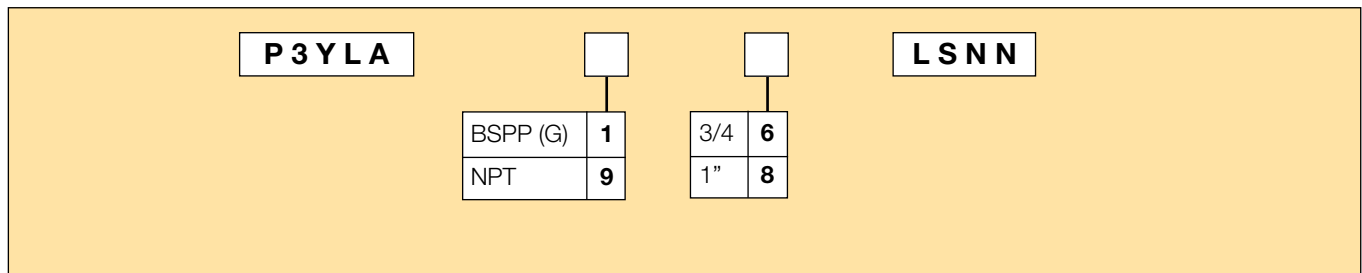 P3YLA LSNN
BSPP (G) 1 3/4 6
NPT 9 1” 8